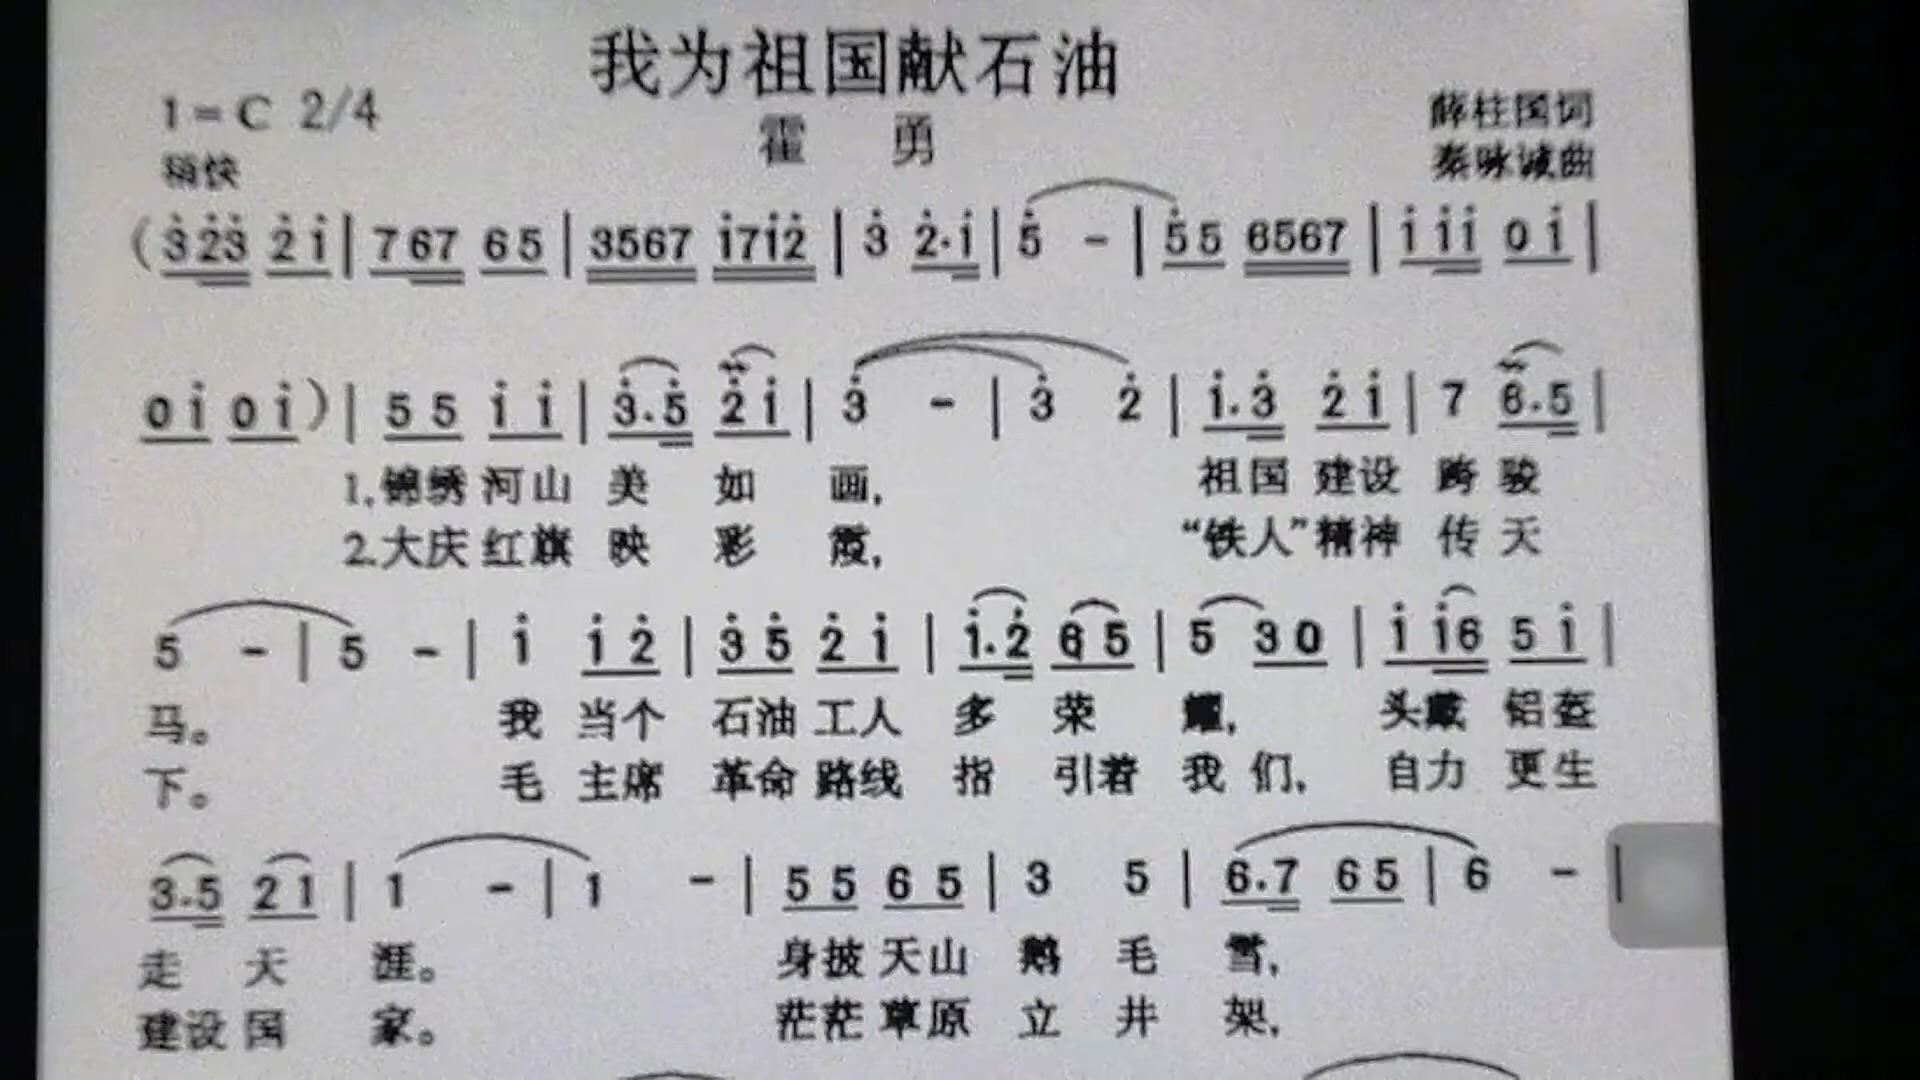 我为祖国献石油
1=C 2/4
霍 勇
薛柱国词
稍快
秦咏诚曲
(3̇2̇3̇ 2̇1̇|767 65|3567 1̇71̇2̇|3̇ 2̇·1̇|5̇ -|5̇5 6567|1̇1̇1̇ 01̇|
01̇ 01̇)|55 1̇1̇|3̇.5̇ 2̇1̇|3̇ -|3̇ 2̇|1̇.3̇ 2̇1̇|7 6.5|
1.锦绣 河山 美 如 画, 祖国 建设 跨 骏
2.大庆 红旗 映 彩 霞, “铁人”精神 传 天
5 -|5 -|1̇ 1̇2̇|3̇5̇ 2̇1̇|1̇.2̇ 65|5 30|1̇1̇6 51̇|
马。 我 当个 石油 工人 多 荣 耀, 头戴 铝盔
下。 毛 主席 革命 路线 指 引着 我 们, 自力 更生
3.5 21|1 -|1 -|55 65|3 5|6.7 65|6 -|
走 天 涯。 身披 天山 鹅 毛 雪,
建设 国 家。 茫茫 草原 立 井 架,